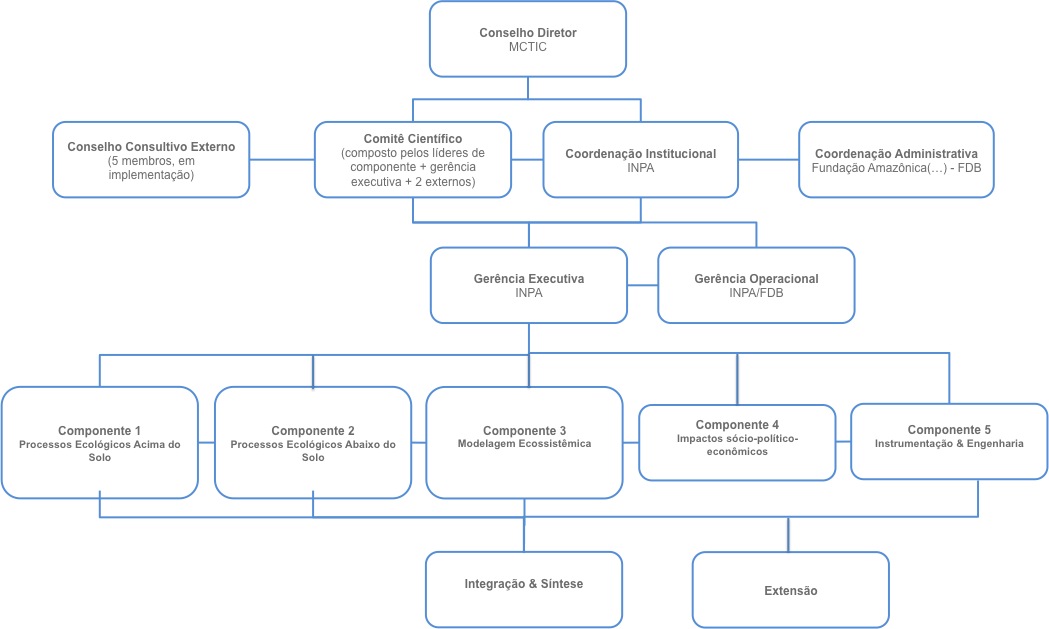 Conselho Diretor
MCTIC
Conselho Consultivo Externo
(5 membros, em
implementação)
Comitê Científico
(composto pelos líderes de
componente + gerência
executiva + 2 externos)
Coordenação Institucional
INPA
Coordenação Administrativa
Fundação Amazônica(...) - FDB
Gerência Executiva
INPA
Gerência Operacional
INPA/FDB
Componente 1
Processos Ecológicos Acima do
Solo
Componente 2
Processos Ecológicos Abaixo do
Solo
Componente 3
Modelagem Ecossistêmica
Componente 4
Impactos sócio-político-
econômicos
Componente 5
Instrumentação & Engenharia
Integração & Síntese
Extensão